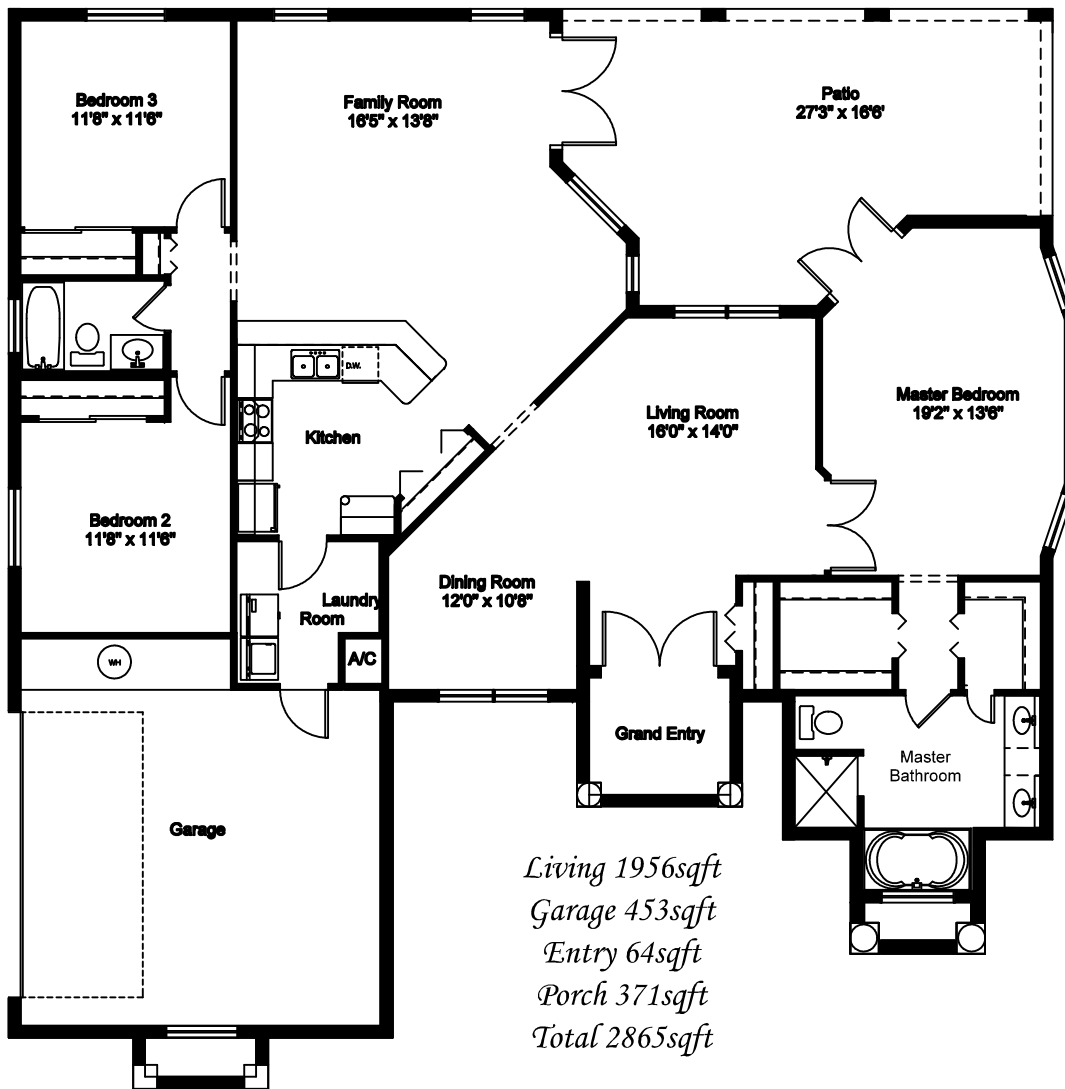 Bedroom 3
11'8" x 11'6"
Family Room
16'5" x 13'8"
Patio
27'3" x 16'6'
D.W.
Kitchen
Living Room
16'0" x 14'0"
Master Bedroom
19'2" x 13'6"
Bedroom 2
11'8" x 11'6"
Dining Room
12'0" x 10'8"
Laundry
Room
A/C
WH
Grand Entry
Master
Bathroom
Garage
Living 1956sqft
Garage 453sqft
Entry 64sqft
Porch 371sqft
Total 2865sqft